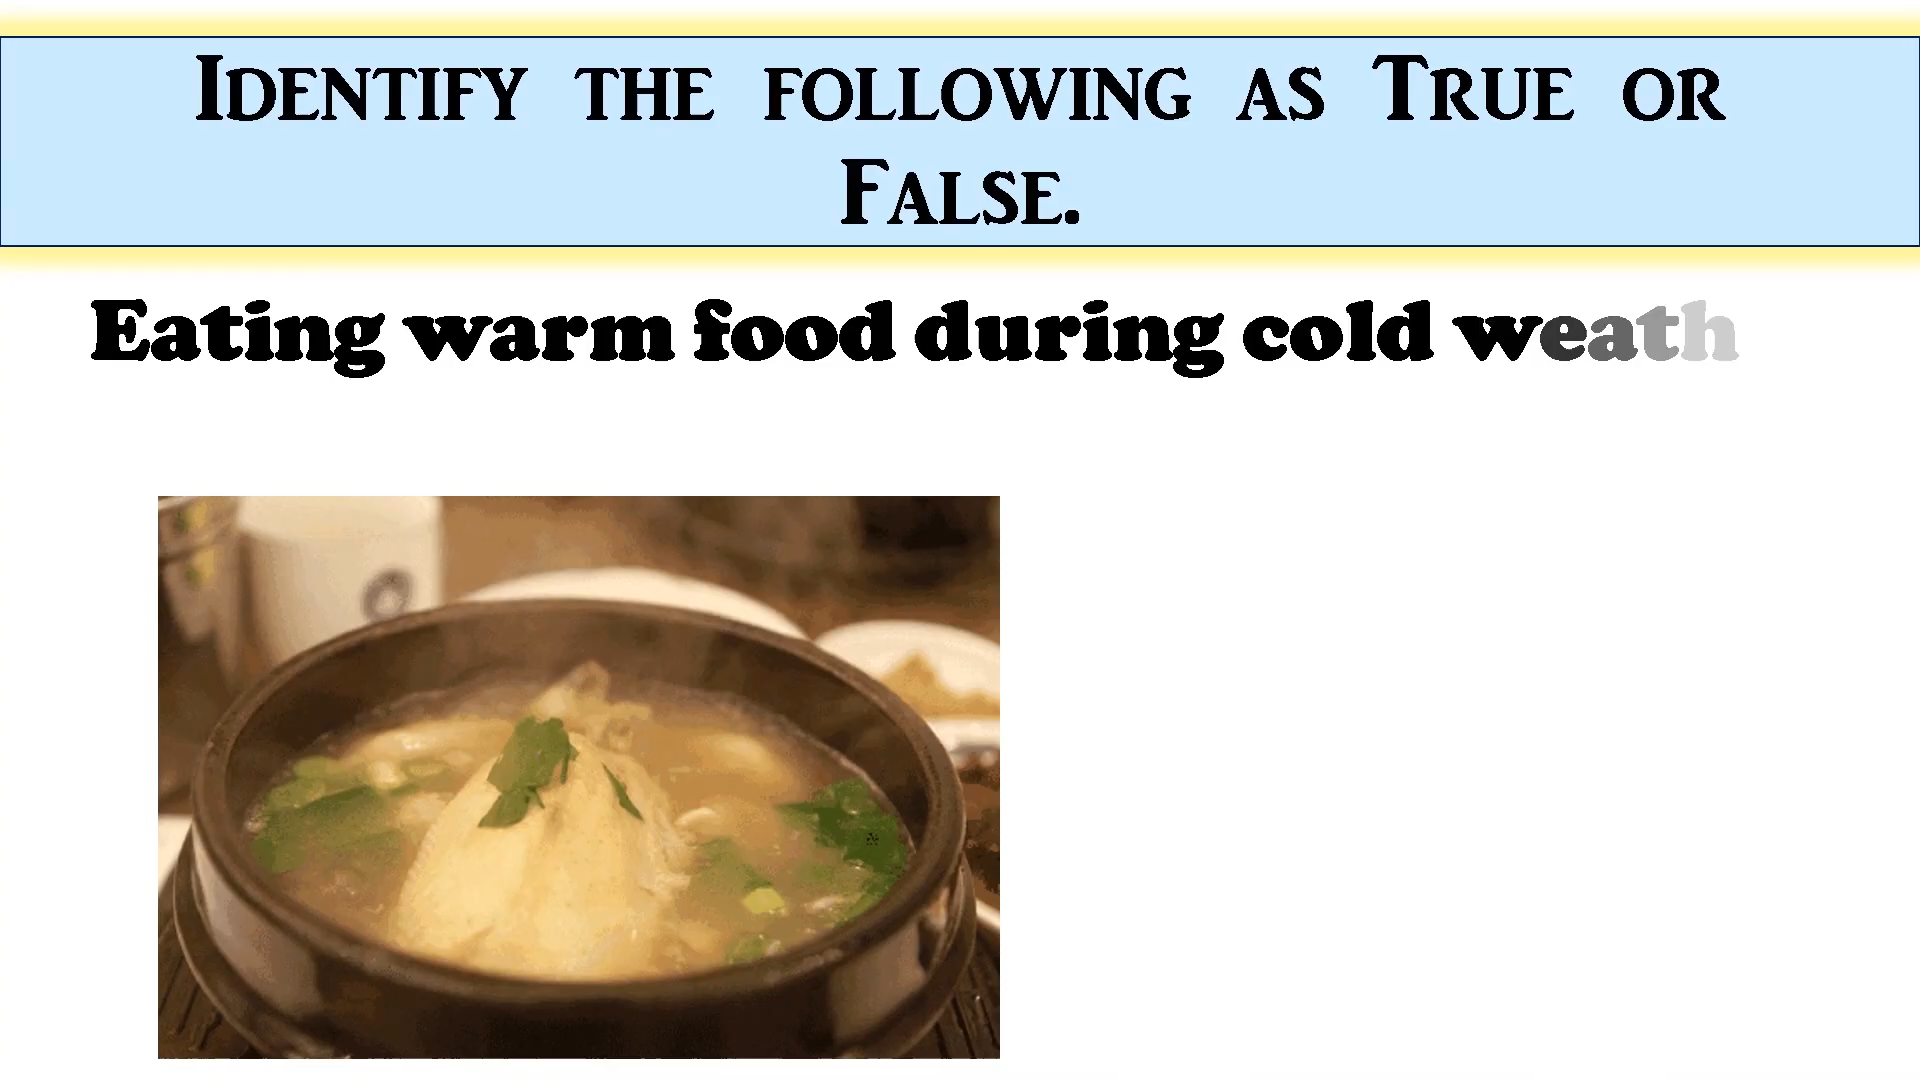 Identify the following as True or
False.
Eating warm food during cold weath